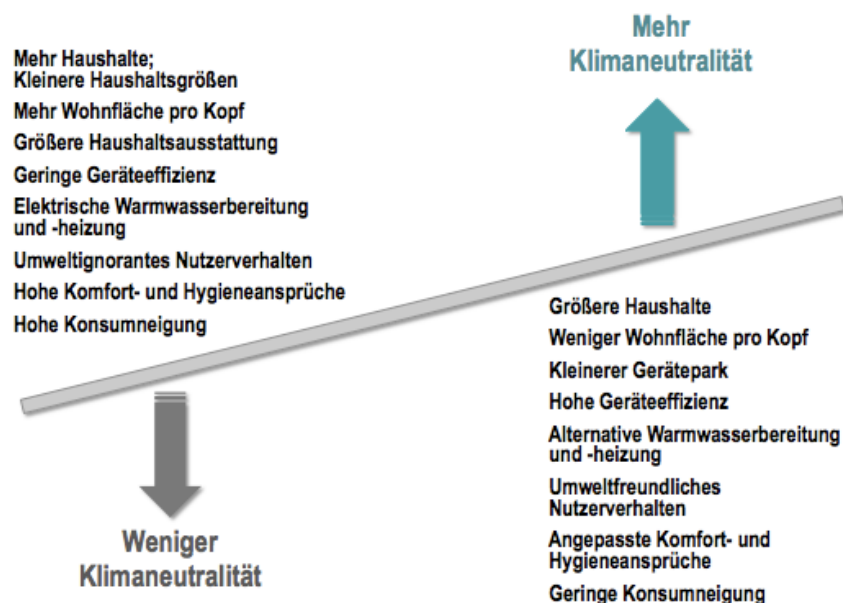 Mehr Haushalte;
Kleinere Haushaltsgrößen
Mehr Wohnfläche pro Kopf
Größere Haushaltsausstattung
Geringe Geräteeffizienz
Elektrische Warmwasserbereitung
und -heizung
Umweltignorantes Nutzerverhalten
Hohe Komfort- und Hygieneansprüche
Hohe Konsumneigung
Weniger
Klimaneutralität
Mehr
Klimaneutralität
Größere Haushalte
Weniger Wohnfläche pro Kopf
Kleinerer Gerätepark
Hohe Geräteeffizienz
Alternative Warmwasserbereitung
und -heizung
Umweltfreundliches
Nutzerverhalten
Angepasste Komfort- und
Hygieneansprüche
Geringe Konsumneigung